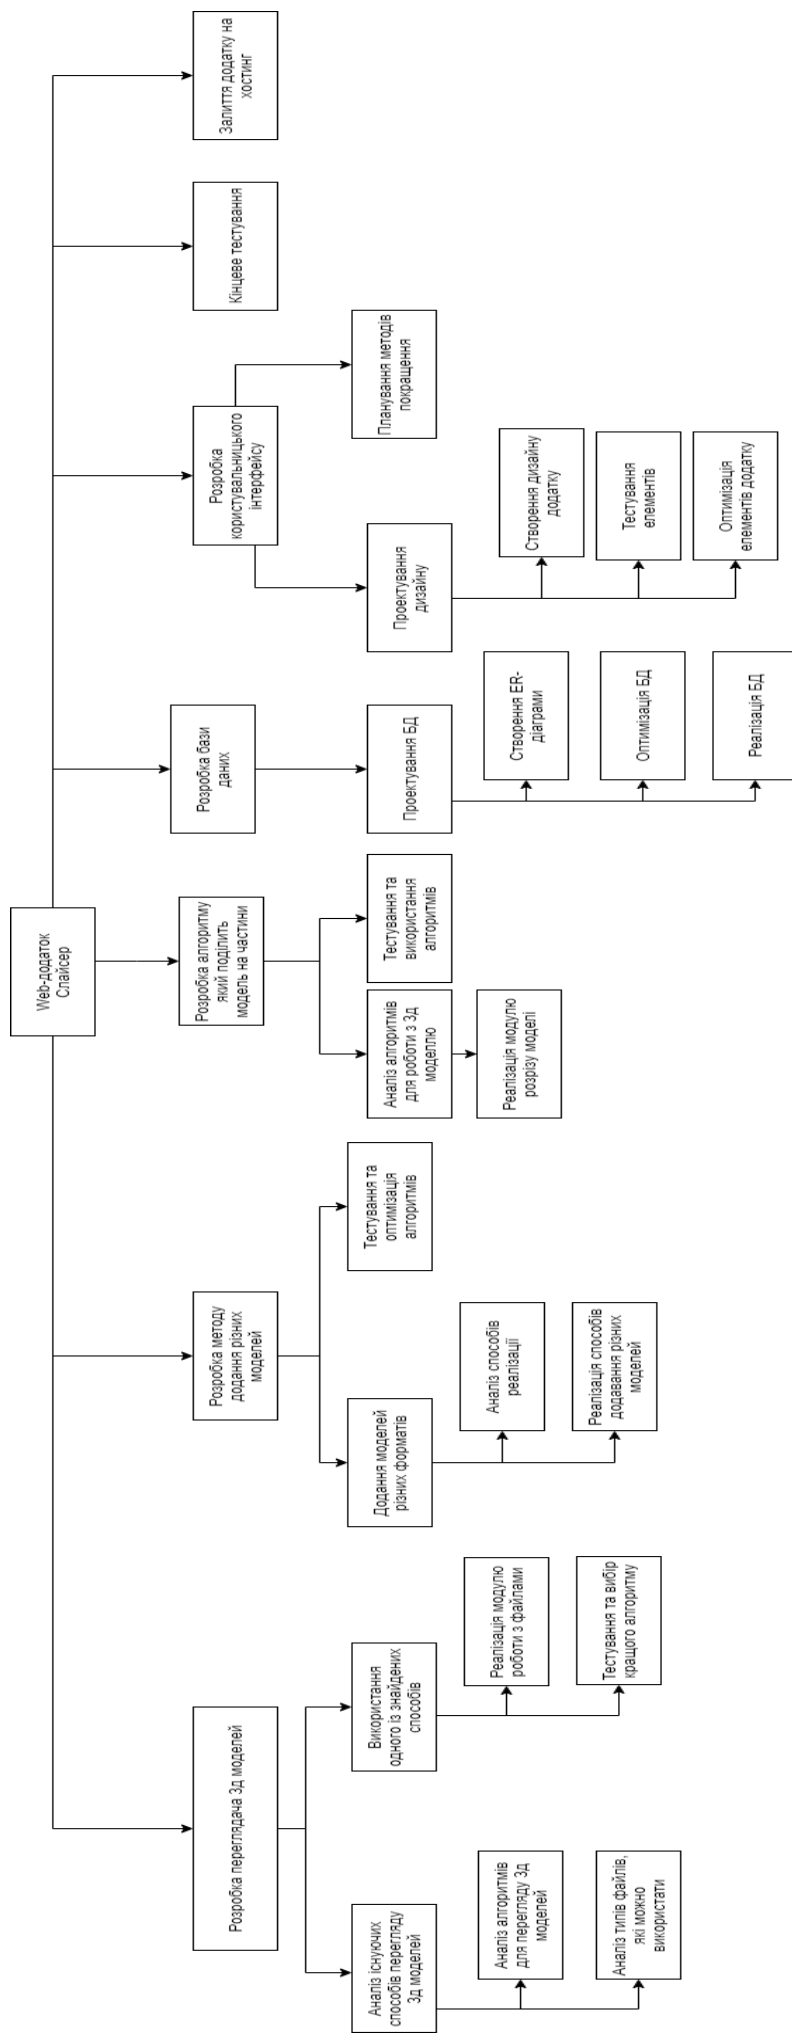 Web-додаток
Слайсер
Розробка переглядача 3д моделей
Розробка методу
додання різних
моделей
Розробка алгоритму
який поділить
модель на частини
Розробка бази
даних
Розробка
користувальницького
інтерфейсу
Кінцеве тестування
Залиття додатку на
хостинг
Аналіз існуючих
способів перегляду
3д моделей
Використання
одного із знайдених
способів
Додання моделей
різних форматів
Тестування та
оптимізація
алгоритмів
Аналіз алгоритмів
для роботи з 3д
моделлю
Тестування та
використання
алгоритмів
Проектування БД
Проектування
дизайну
Планування методів
покращення
Аналіз алгоритмів
для перегляду 3д
моделей
Реалізація модулю
роботи з файлами
Аналіз способів
реалізації
Реалізація модулю
розрізу моделі
Створення ER-
діаграми
Створення дизайну
додатку
Аналіз типів файлів,
які можно
використати
Тестування та вибір
кращого алгоритму
Реалізація способів
додавання різних
моделей
Оптимізація БД
Тестування
елементів
Реалізація БД
Оптимізація
елементів додатку